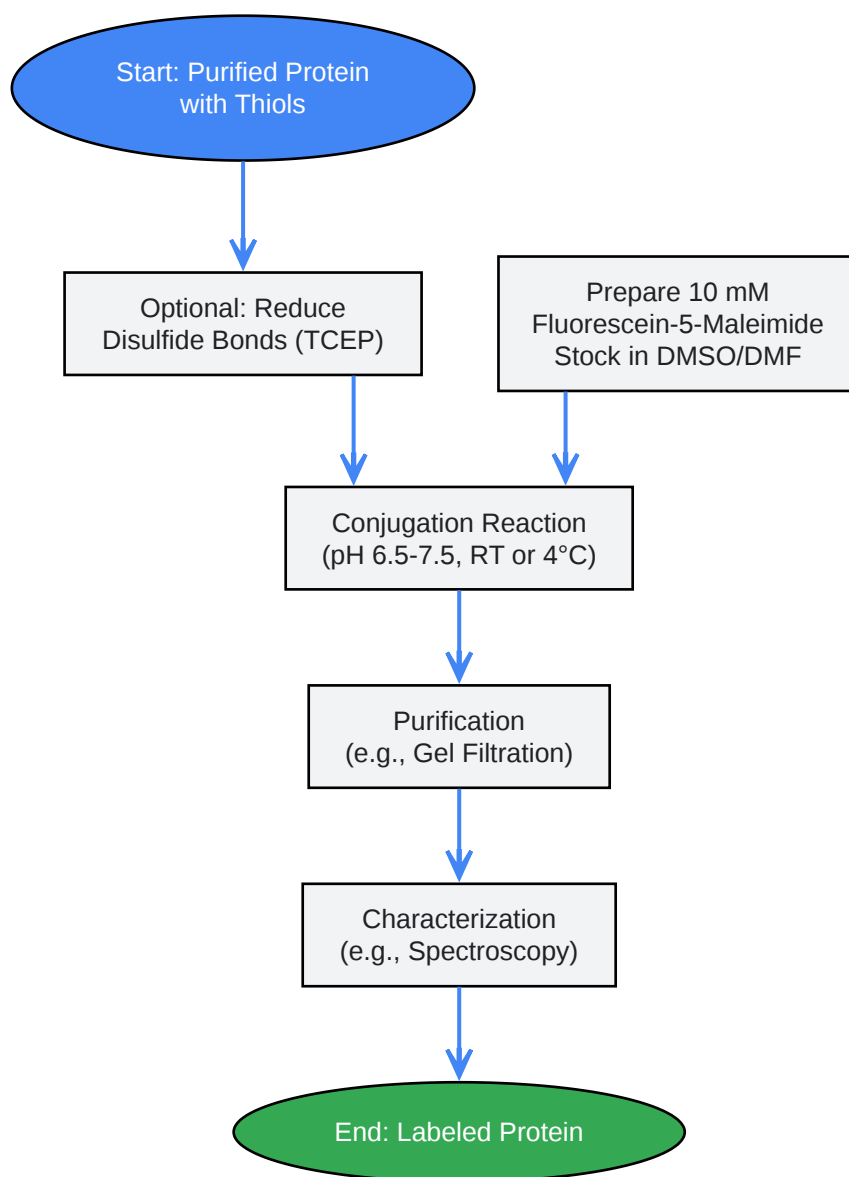 Start: Purified Protein
with Thiols
Optional: Reduce
Disulfide Bonds (TCEP)
Prepare 10 mM
Fluorescein-5-Maleimide
Stock in DMSO/DMF
Conjugation Reaction
(pH 6.5-7.5, RT or 4°C)
Purification
(e.g., Gel Filtration)
Characterization
(e.g., Spectroscopy)
End: Labeled Protein